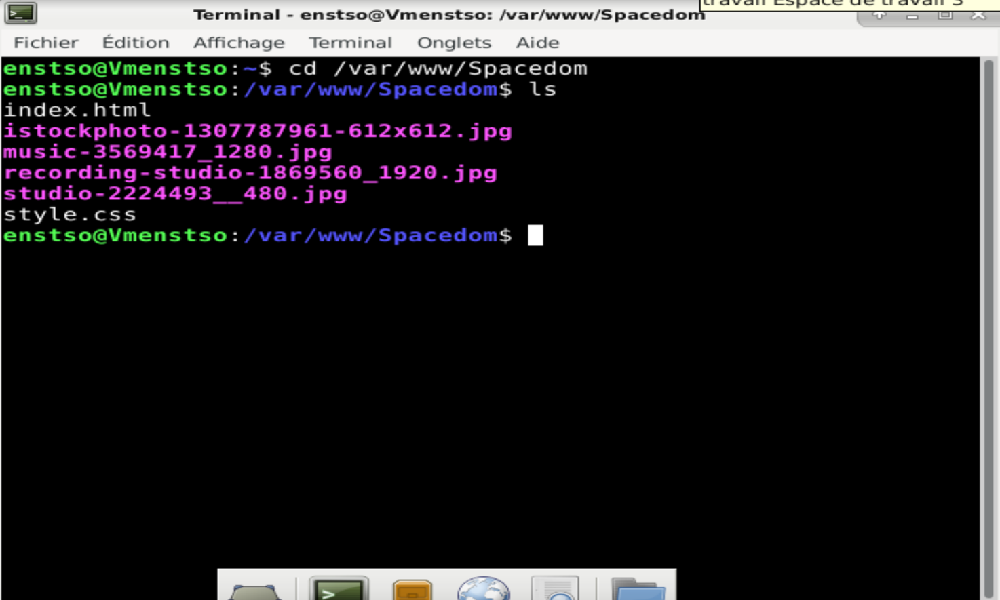 travail Espace de travail 3
Terminal - enstso@Vmenstso: /var/www/Spacedom
Fichier Édition Affichage Terminal Onglets Aide
enstso@Vmenstso:~$ cd /var/www/Spacedom
enstso@Vmenstso:/var/www/Spacedom$ ls
index.html
istockphoto-1307787961-612x612.jpg
music-3569417_1280.jpg
recording-studio-1869560_1920.jpg
studio-2224493__480.jpg
style.css
enstso@Vmenstso:/var/www/Spacedom$